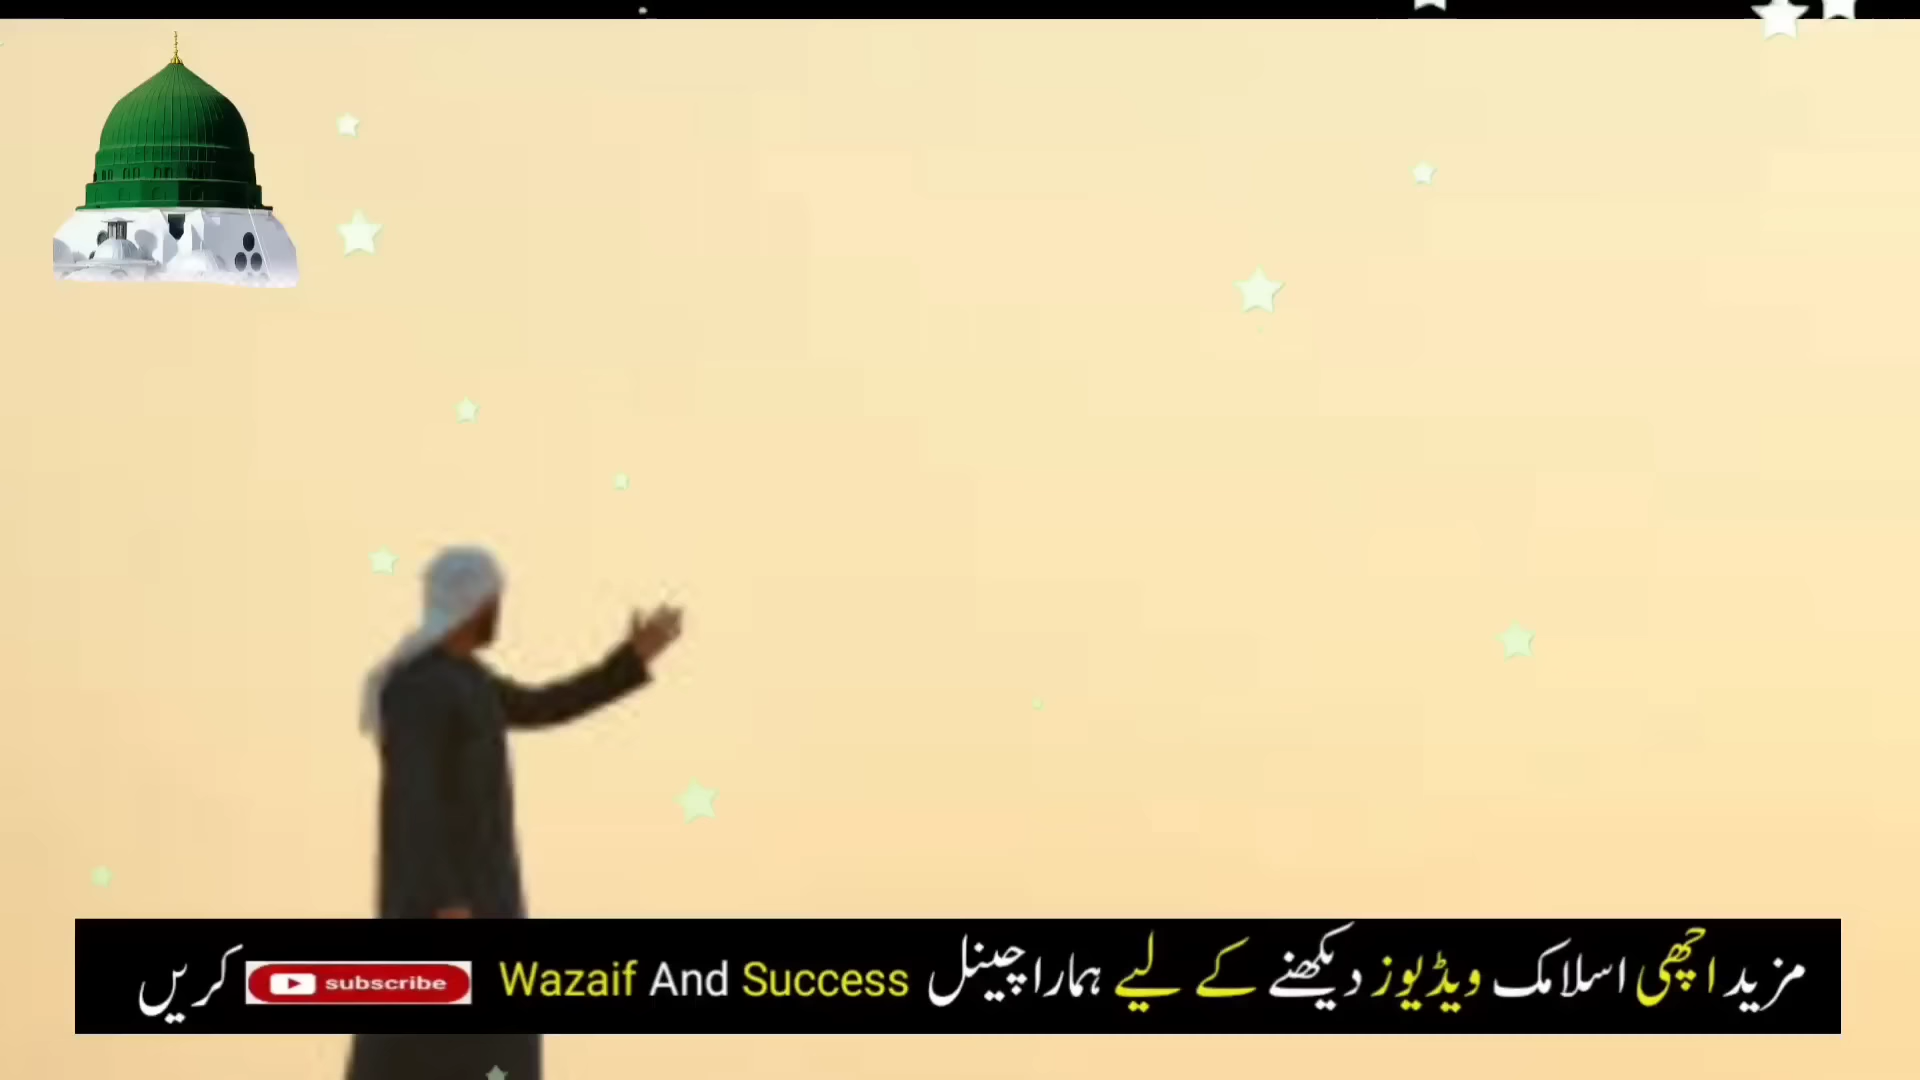 مزید اچھی اسلامک ویڈیوز دیکھنے کے لیے ہمارا چینل Wazaif And Success subscribe کریں